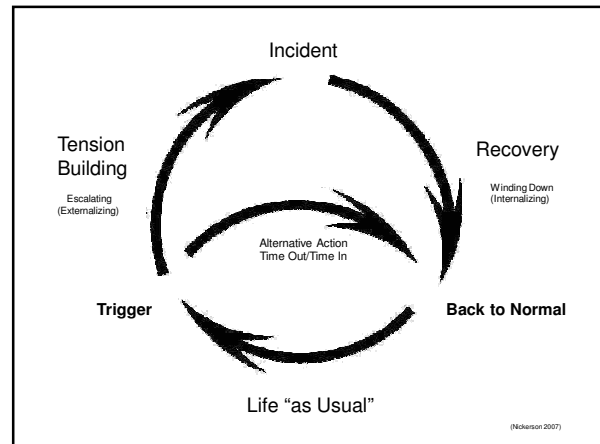 Incident
Tension
Building
Escalating
(Externalizing)
Recovery
Winding Down
(Internalizing)
Alternative Action
Time Out/Time In
Trigger
Back to Normal
Life “as Usual”
(Nickerson 2007)